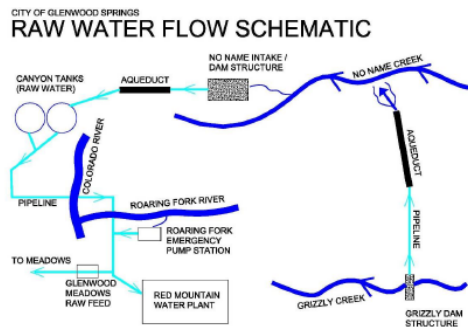 CITY OF GLENWOOD SPRINGS
RAW WATER FLOW SCHEMATIC
NO NAME INTAKE /
DAM STRUCTURE
NO NAME CREEK
CANYON TANKS
(RAW WATER)
AQUEDUCT
AQUEDUCT
COLORADO RIVER
PIPELINE
ROARING FORK RIVER
PIPELINE
ROARING FORK
EMERGENCY
PUMP STATION
TO MEADOWS
GLENWOOD
MEADOWS
RAW FEED
RED MOUNTAIN
WATER PLANT
GRIZZLY CREEK
GRIZZLY DAM
STRUCTURE